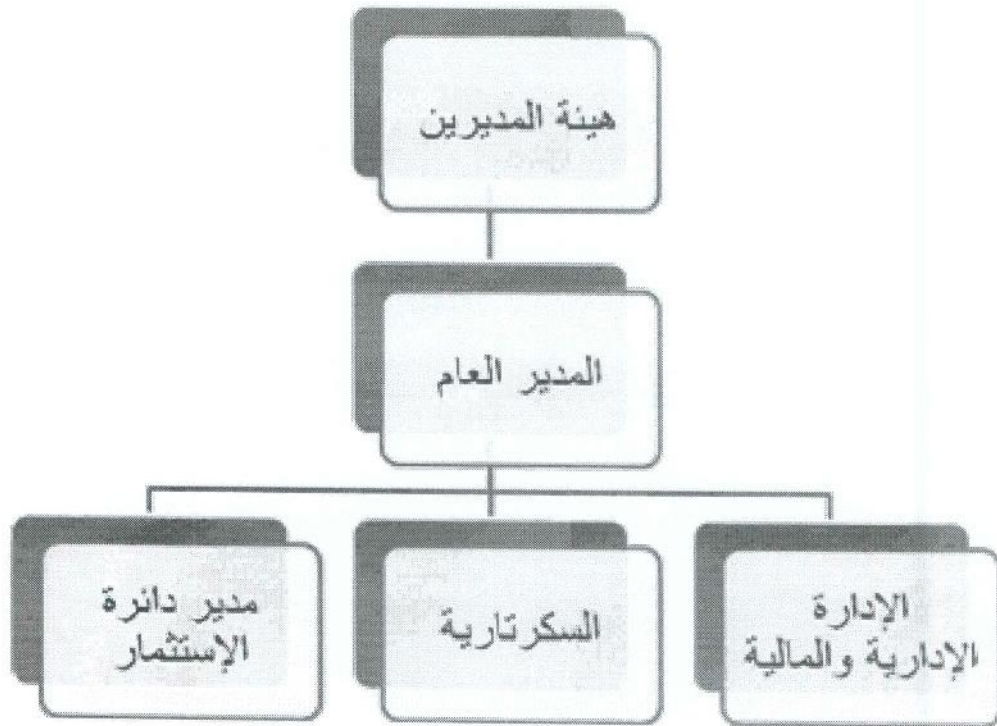 هيئة المديرين
المدير العام
الإدارة
الإدارية والمالية
السكرتارية
مدير دائرة
الإستثمار